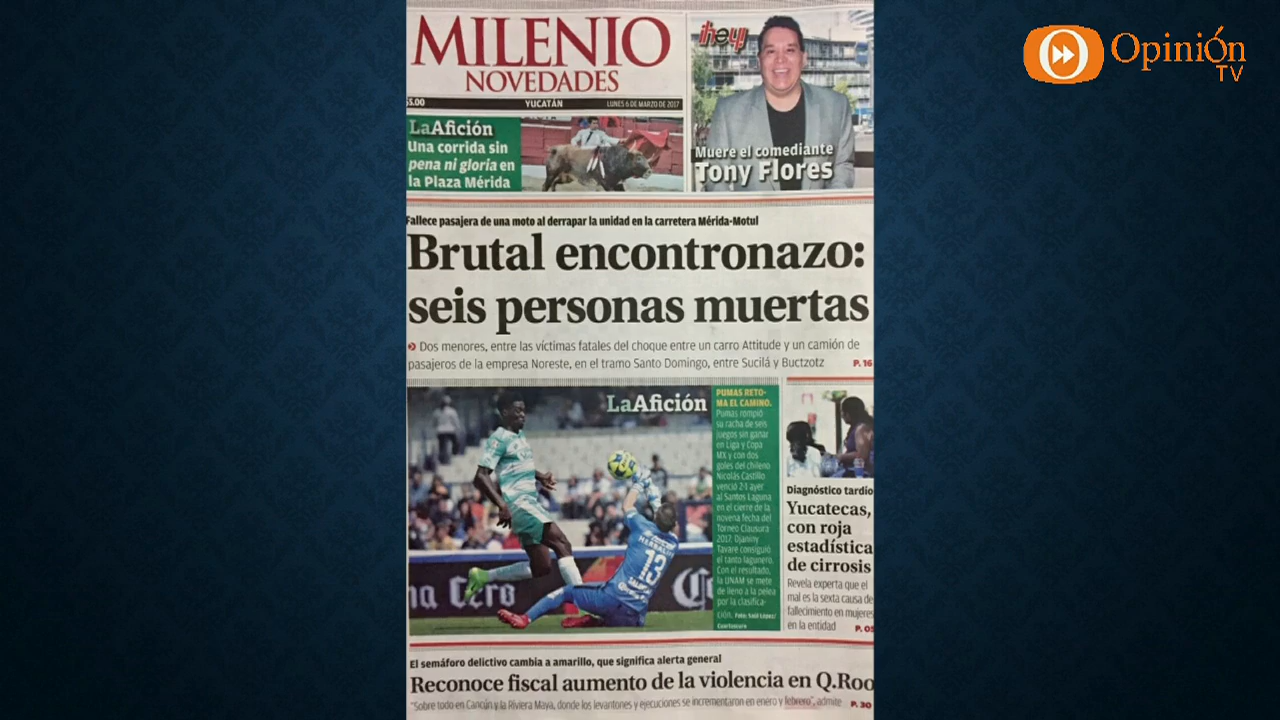 MILENIO
NOVEDADES
$5.00 YUCATÁN LUNES 6 DE MARZO DE 2017
LaAfición
Una corrida sin
pena ni gloria en
la Plaza Mérida
¡hey!
Muere el comediante
Tony Flores
Opinión
TV
Fallece pasajera de una moto al derrapar la unidad en la carretera Mérida-Motul
Brutal encontronazo:
seis personas muertas
Dos menores, entre las víctimas fatales del choque entre un carro Attitude y un camión de
pasajeros de la empresa Noreste, en el tramo Santo Domingo, entre Sucilá y Buctzotz P. 16
LaAfición
PUMAS RETO-
MA EL CAMINO.
Pumas rompió
su racha de seis
juegos sin ganar
en Liga y Copa
MX y con dos
goles del chileno
Nicolás Castillo
venció 2-1 ayer
al Santos Laguna
en el cierre de la
novena fecha del
Torneo Clausura
2017. Djaniny
Tavare consiguió
el tanto lagunero.
Con el resultado,
la UNAM se mete
de lleno a la pelea
por la clasifica-
ción. Foto: Saúl López/
Cuartoscuro
13
Cero
Diagnóstico tardío
Yucatecas,
con roja
estadística
de cirrosis
Revela experta que el
mal es la sexta causa de
fallecimiento en mujeres
en la entidad P. 05
El semáforo delictivo cambia a amarillo, que significa alerta general
Reconoce fiscal aumento de la violencia en Q.Roo
"Sobre todo en Cancún y la Riviera Maya, donde los levantones y ejecuciones se incrementaron en enero y febrero", admite P. 30